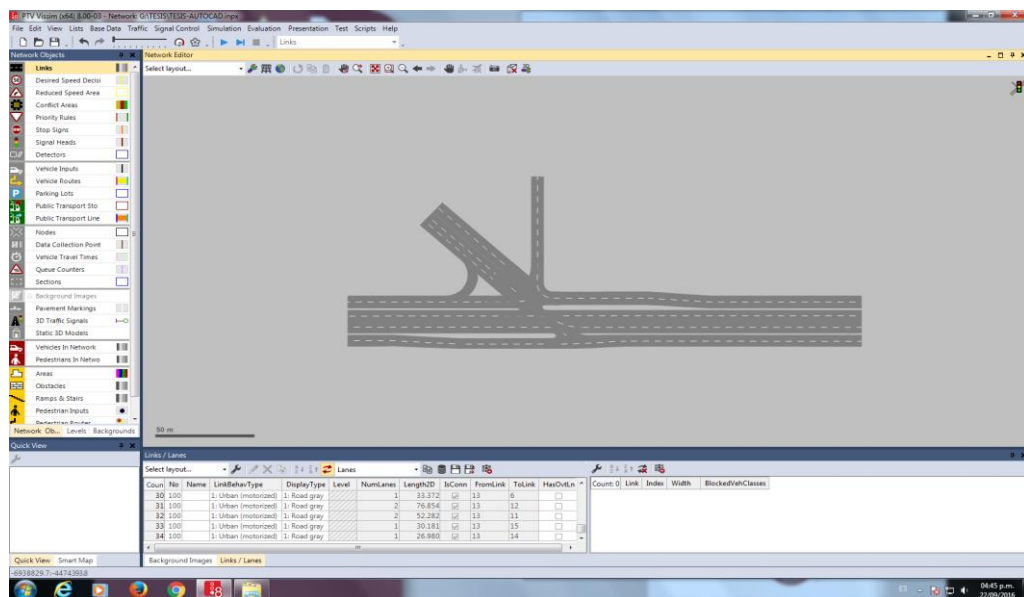 PTV Vissim (x64) 8.00-03 - Network: G:\TESIS\TESIS-AUTOCAD.inpx
File Edit View Lists Base Data Traffic Signal Control Simulation Evaluation Presentation Test Scripts Help
Links
Network Objects
Network Editor
Select layout...
Links
Desired Speed Decisi
Reduced Speed Area
Conflict Areas
Priority Rules
Stop Signs
Signal Heads
Detectors
Vehicle Inputs
Vehicle Routes
Parking Lots
Public Transport Sto
Public Transport Line
Nodes
Data Collection Point
Vehicle Travel Times
Queue Counters
Sections
Background Images
Pavement Markings
3D Traffic Signals
Static 3D Models
Vehicles In Network
Pedestrians In Netwo
Areas
Obstacles
Ramps & Stairs
Pedestrian Inputs
Pedestrian Routes
Network Ob... Levels Backgrounds
50 m
Quick View
Links / Lanes
Select layout... Lanes
Coun No Name LinkBehavType DisplayType Level NumLanes Length2D IsConn FromLink ToLink HasOvtLn
30 100 1: Urban (motorized) 1: Road gray 1 33.372 13 6
31 100 1: Urban (motorized) 1: Road gray 2 76.854 13 12
32 100 1: Urban (motorized) 1: Road gray 2 52.282 13 11
33 100 1: Urban (motorized) 1: Road gray 1 30.181 13 15
34 100 1: Urban (motorized) 1: Road gray 1 26.980 13 14
Count: 0 Link Index Width BlockedVehClasses
Quick View Smart Map
Background Images Links / Lanes
-6938829.7:-4474393.8
ES 04:45 p.m.
22/09/2016